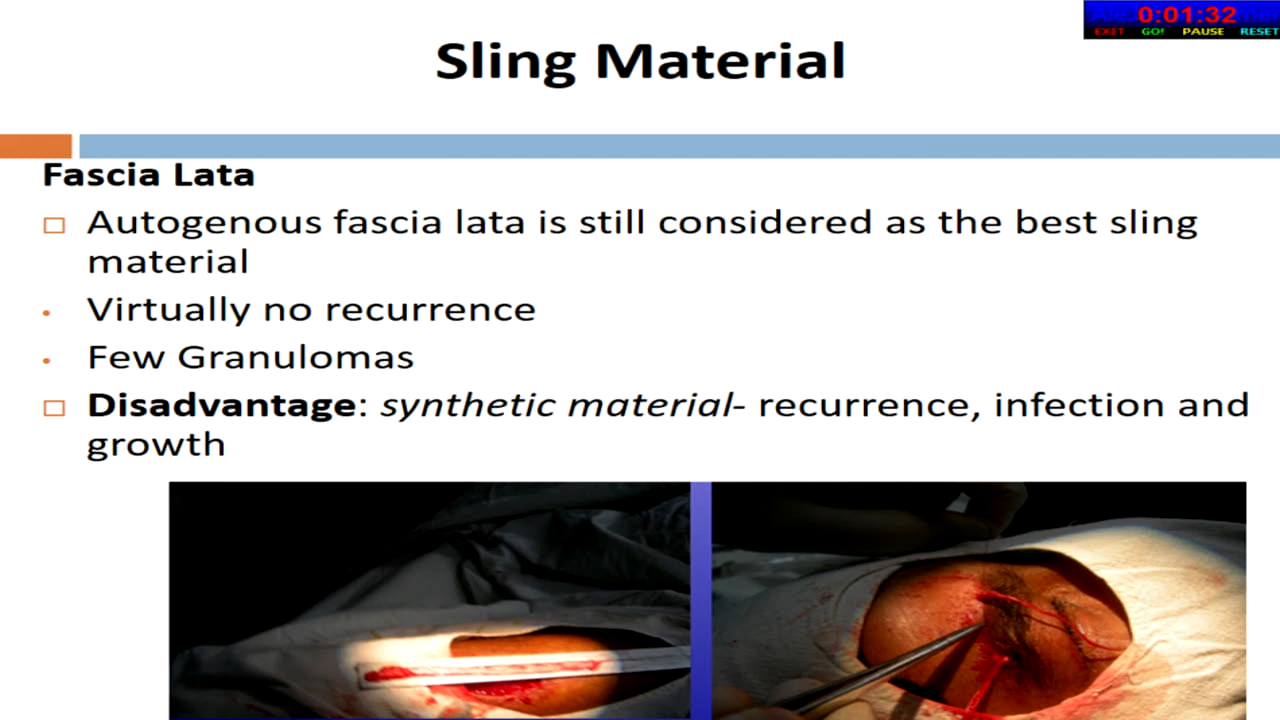 0:01:32
EXIT GO! PAUSE RESET
Sling Material
Fascia Lata
Autogenous fascia lata is still considered as the best sling
material
Virtually no recurrence
Few Granulomas
Disadvantage: synthetic material- recurrence, infection and
growth